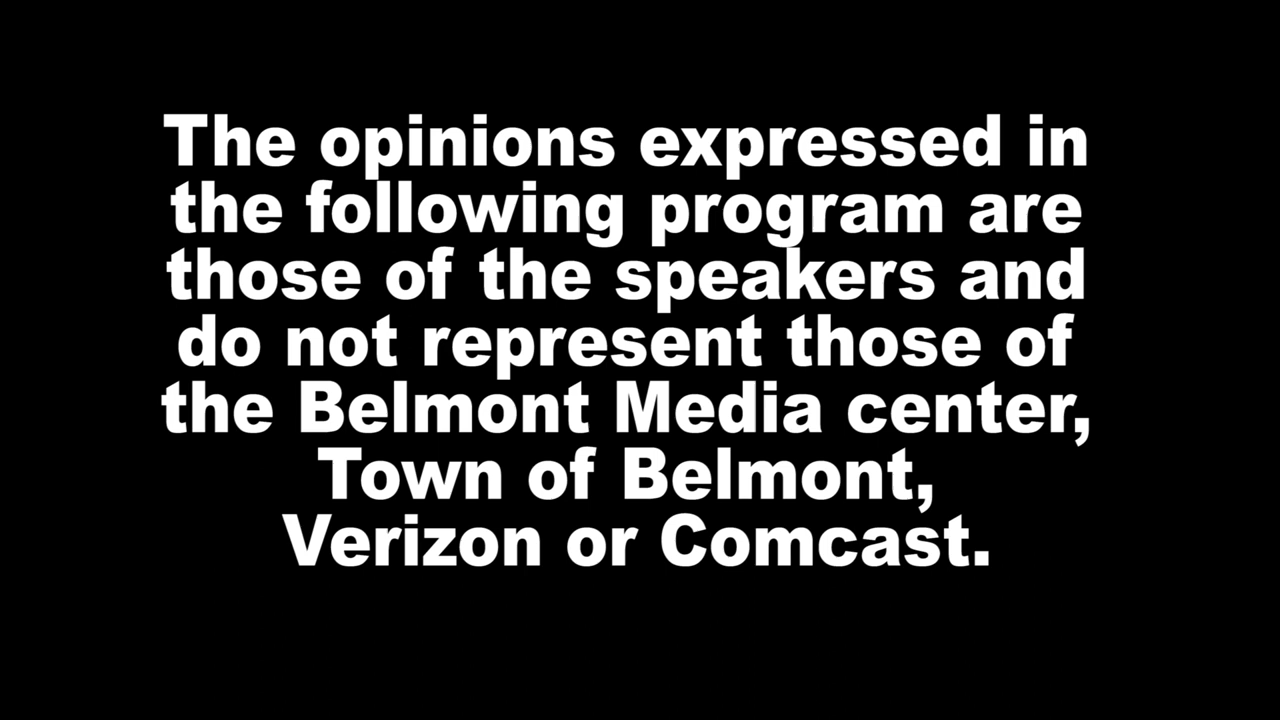 The opinions expressed in
the following program are
those of the speakers and
do not represent those of
the Belmont Media center,
Town of Belmont,
Verizon or Comcast.